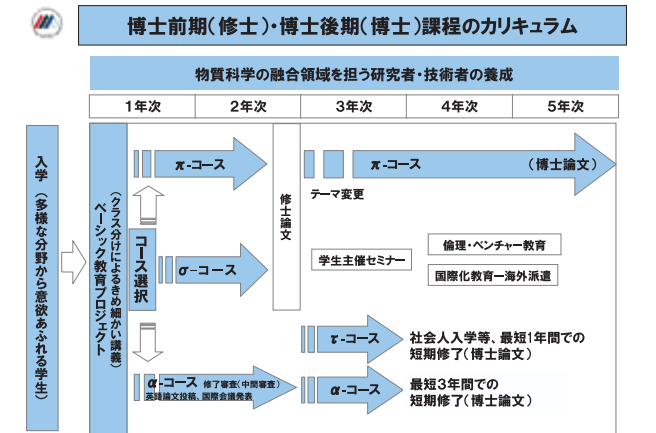 博士前期(修士)・博士後期(博士)課程のカリキュラム
物質科学の融合領域を担う研究者・技術者の養成
1年次
2年次
3年次
4年次
5年次
入学(多様な分野から意欲あふれる学生)
ベーシック教育プロジェクト
(クラス分けによるきめ細かい講義)
コース選択
π-コース
修士論文
π-コース
(博士論文)
テーマ変更
σ-コース
学生主催セミナー
倫理・ベンチャー教育
国際化教育ー海外派遣
τ-コース
社会人入学等、最短1年間での
短期修了(博士論文)
α-コース 修了審査(中間審査)
英語論文投稿、国際会議発表
α-コース
最短3年間での
短期修了(博士論文)